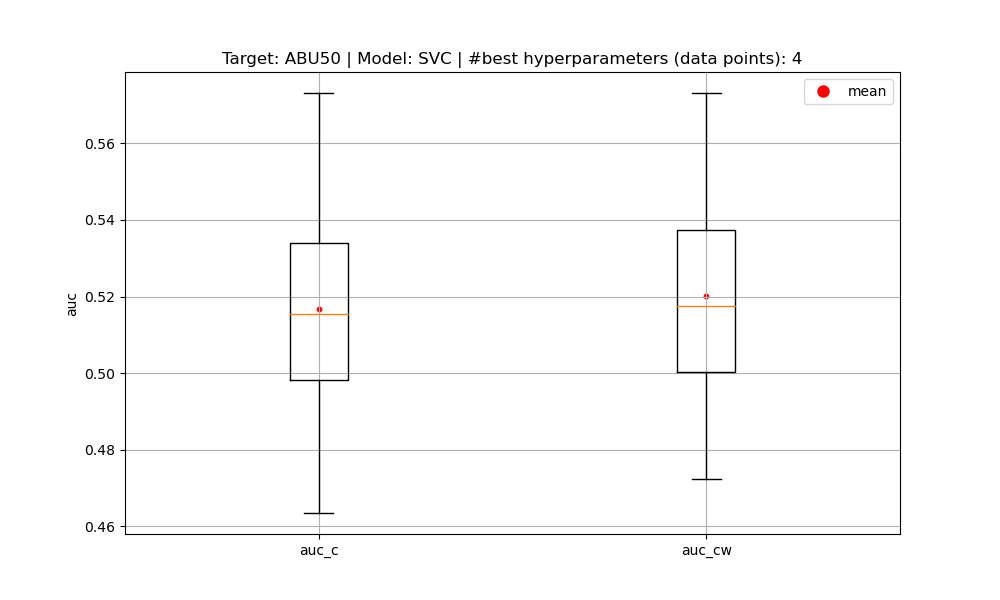 Target: ABU50 | Model: SVC | #best hyperparameters (data points): 4
mean
0.56
0.54
0.52
0.50
0.48
0.46
auc
auc_c
auc_cw